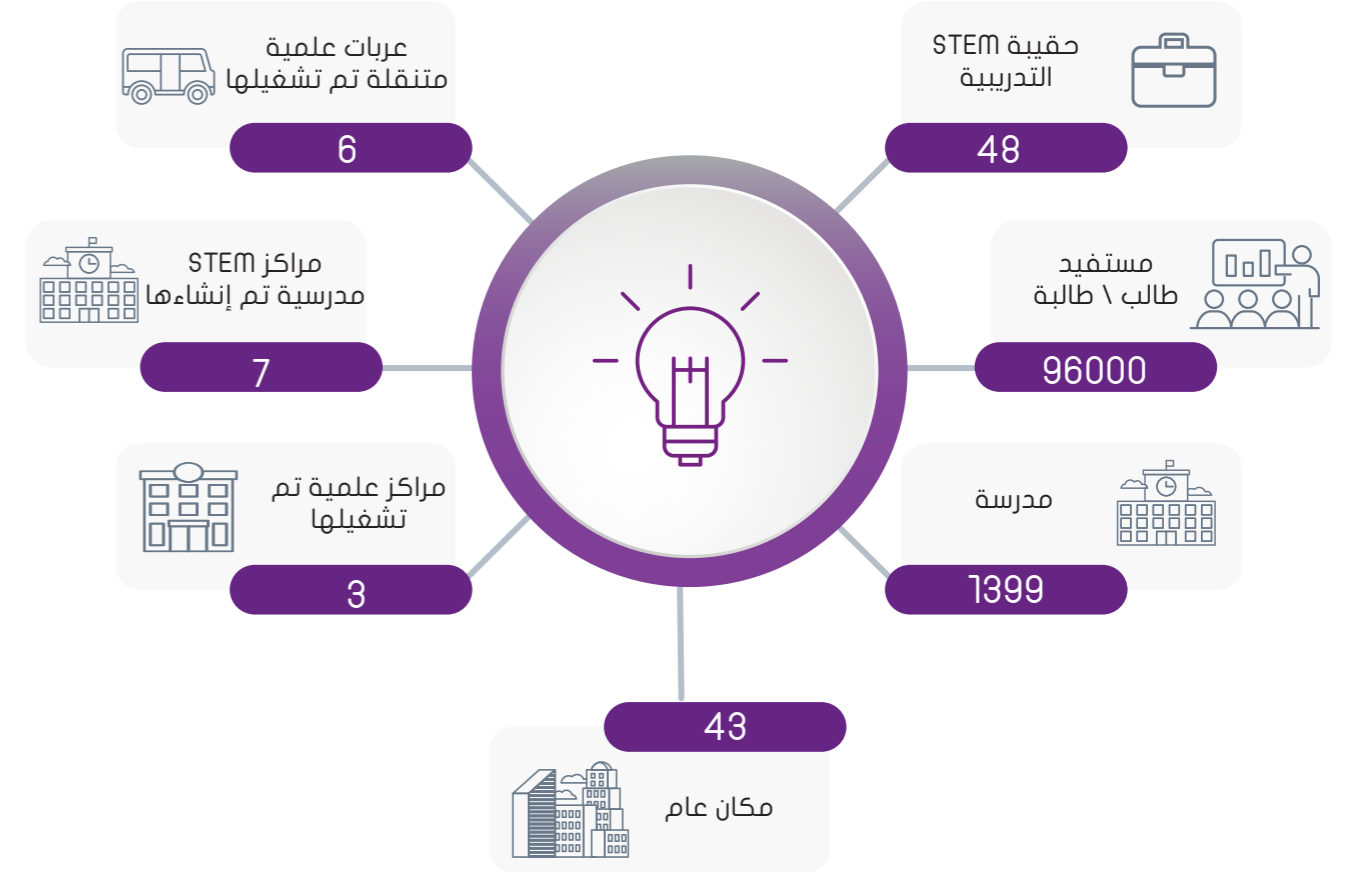 حقيبة STEM
التدريبية
48
مستفيد
طالب \ طالبة
96000
مدرسة
1399
عربات علمية
متنقلة تم تشغيلها
6
مراكز STEM
مدرسية تم إنشاءها
7
مراكز علمية تم
تشغيلها
3
43
مكان عام